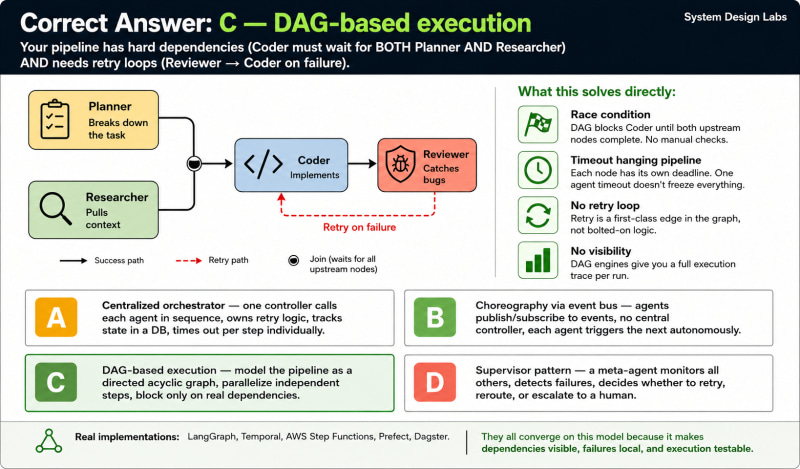 Correct Answer: C — DAG-based execution
System Design Labs
Your pipeline has hard dependencies (Coder must wait for BOTH Planner AND Researcher)
AND needs retry loops (Reviewer → Coder on failure).
Planner
Breaks down
the task
Researcher
Pulls
context
Coder
Implements
Reviewer
Catches
bugs
Retry on failure
Success path
Retry path
Join (waits for all
upstream nodes)
What this solves directly:
Race condition
DAG blocks Coder until both upstream
nodes complete. No manual checks.
Timeout hanging pipeline
Each node has its own deadline. One
agent timeout doesn't freeze everything.
No retry loop
Retry is a first-class edge in the graph,
not bolted-on logic.
No visibility
DAG engines give you a full execution
trace per run.
A
Centralized orchestrator — one controller calls
each agent in sequence, owns retry logic, tracks
state in a DB, times out per step individually.
B
Choreography via event bus — agents
publish/subscribe to events, no central
controller, each agent triggers the next autonomously.
C
DAG-based execution — model the pipeline as a
directed acyclic graph, parallelize independent
steps, block only on real dependencies.
D
Supervisor pattern — a meta-agent monitors all
others, detects failures, decides whether to retry,
reroute, or escalate to a human.
Real implementations: LangGraph, Temporal, AWS Step Functions, Prefect, Dagster.
They all converge on this model because it makes
dependencies visible, failures local, and execution testable.